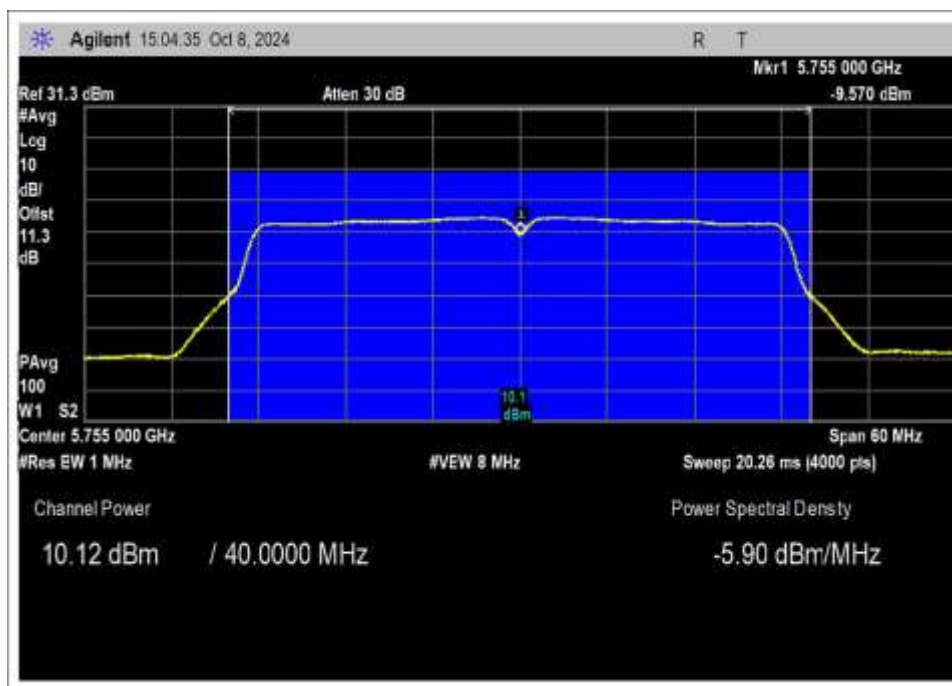 Agilent 15:04:35 Oct 8, 2024 R T
Mkr1 5.755 000 GHz
Ref 31.3 dBm Atten 30 dB -9.570 dBm
#Avg
Log
10
dB/
Offst
11.3
dB
1
PAvg
100
10.1
dBm
W1 S2
Center 5.755 000 GHz Span 60 MHz
#Res BW 1 MHz #VBW 8 MHz Sweep 20.26 ms (4000 pts)
Channel Power Power Spectral Density
10.12 dBm / 40.0000 MHz -5.90 dBm/MHz